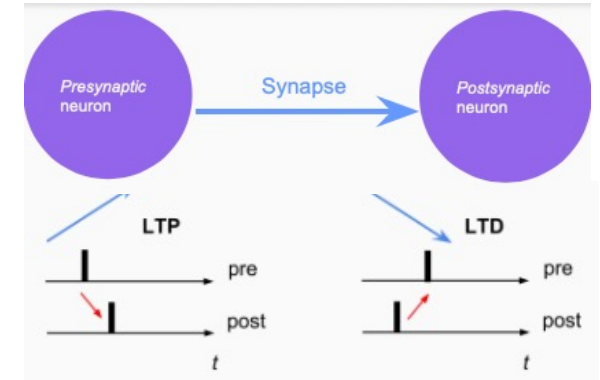 Presynaptic
neuron
Synapse
Postsynaptic
neuron
LTP
pre
post
t
LTD
pre
post
t